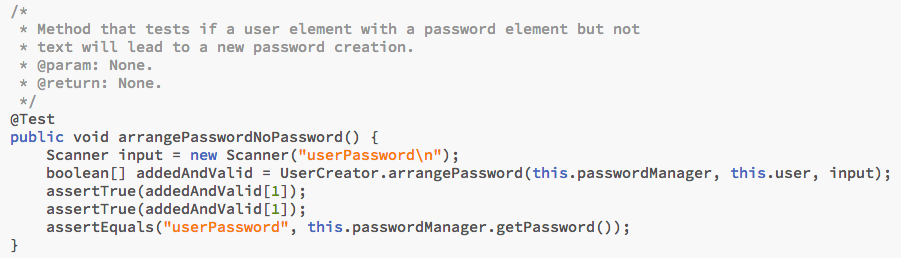 /*
 * Method that tests if a user element with a password element but not
 * text will lead to a new password creation.
 * @param: None.
 * @return: None.
 */
@Test
public void arrangePasswordNoPassword() {
    Scanner input = new Scanner("userPassword\n");
    boolean[] addedAndValid = UserCreator.arrangePassword(this.passwordManager, this.user, input);
    assertTrue(addedAndValid[1]);
    assertTrue(addedAndValid[1]);
    assertEquals("userPassword", this.passwordManager.getPassword());
}